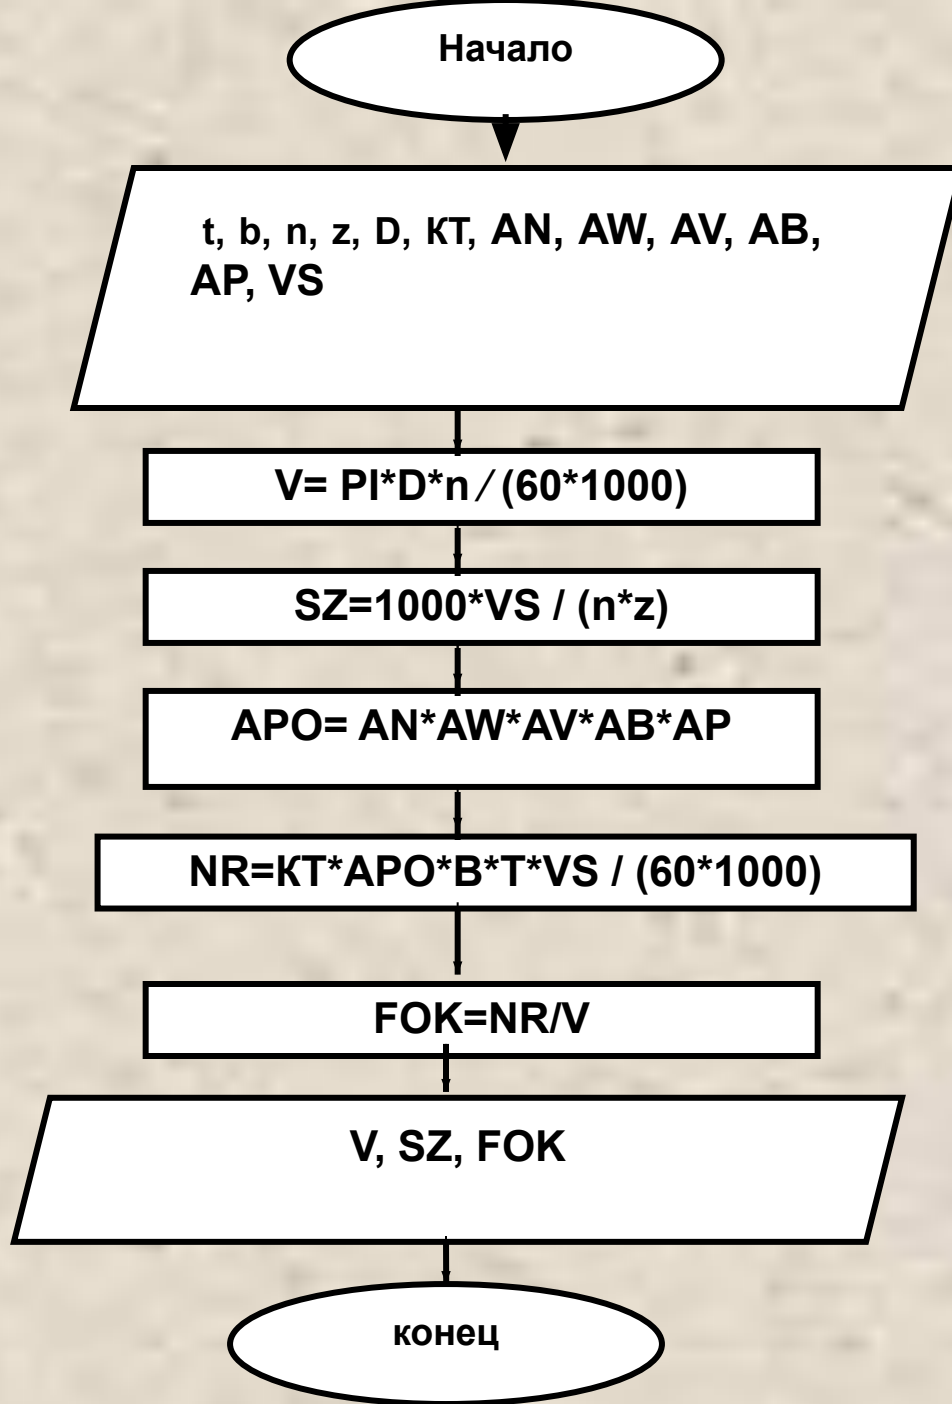 Начало
t, b, n, z, D, КТ, AN, AW, AV, AB,
AP, VS
V= PI*D*n ∕ (60*1000)
SZ=1000*VS / (n*z)
APO= AN*AW*AV*AB*AP
NR=КТ*APO*B*T*VS / (60*1000)
FOK=NR/V
V, SZ, FOK
конец